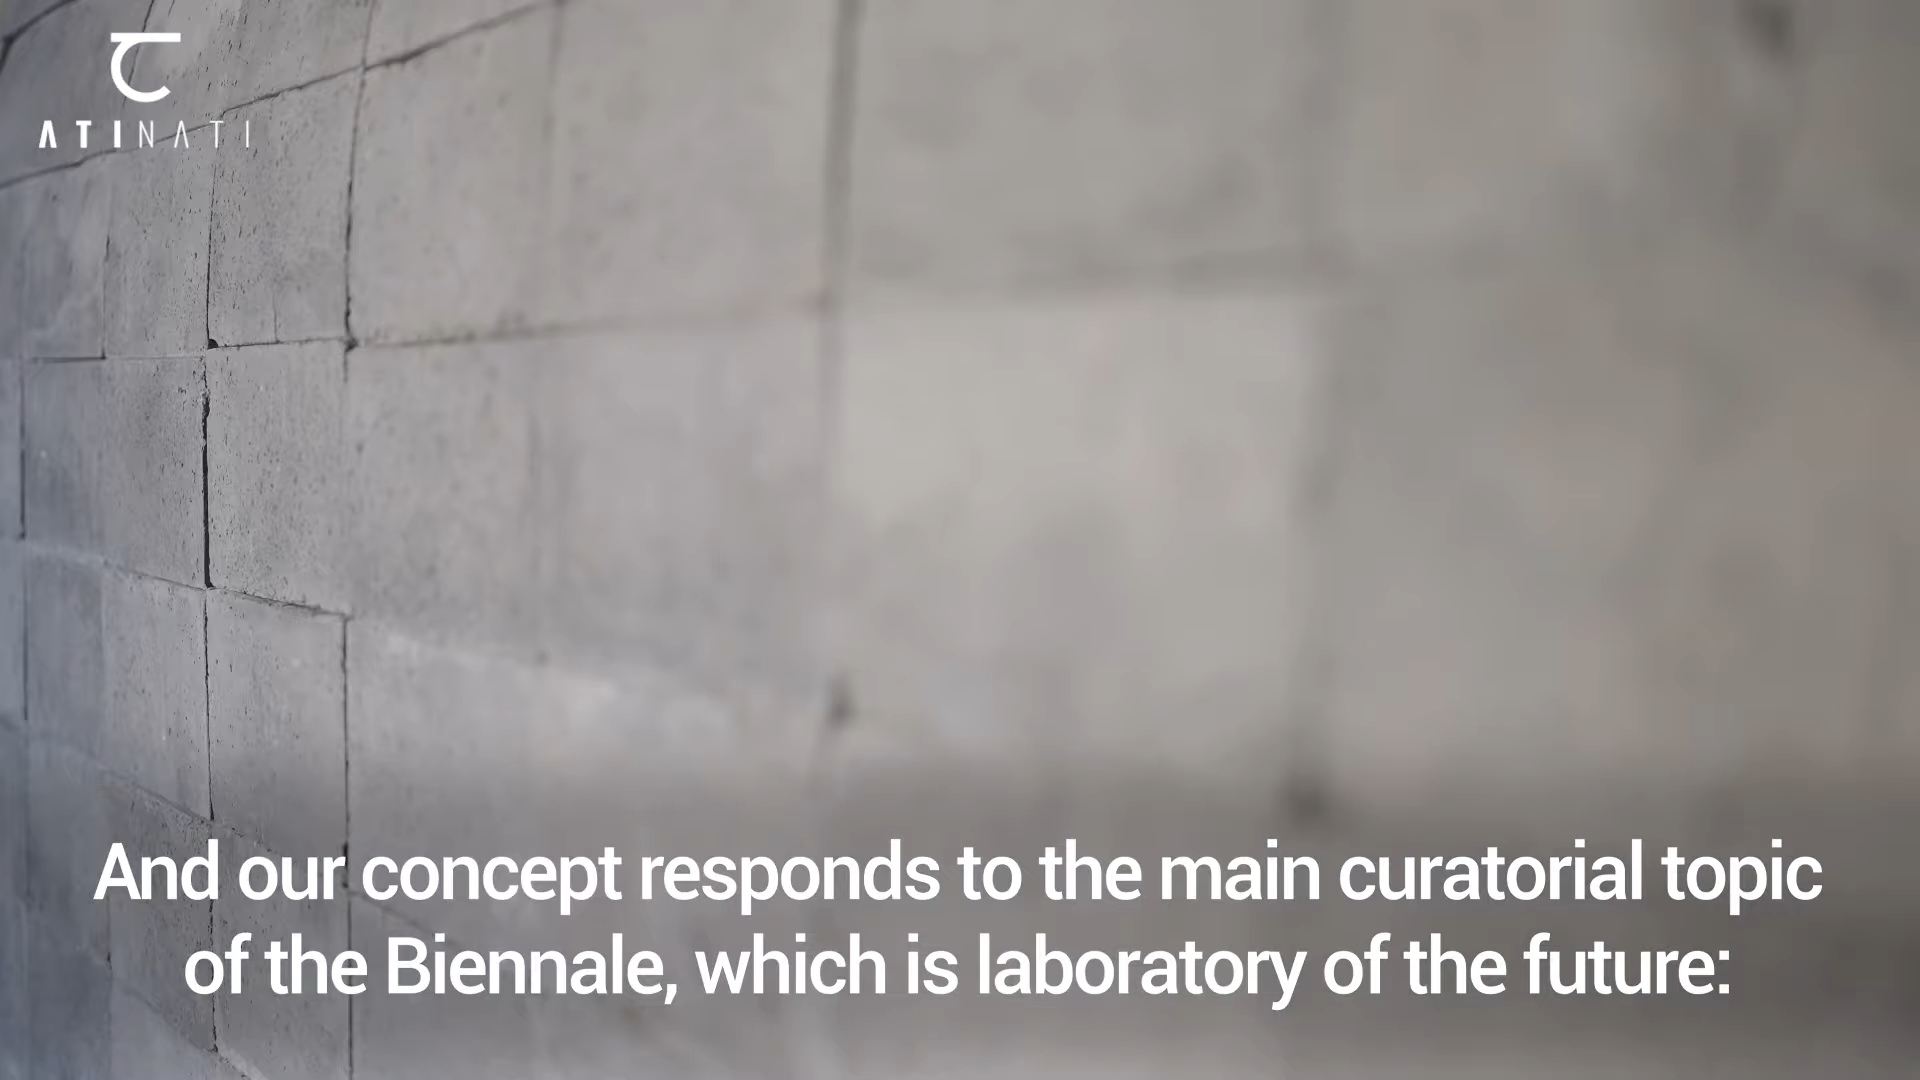 ATINATI
And our concept responds to the main curatorial topic
of the Biennale, which is laboratory of the future: